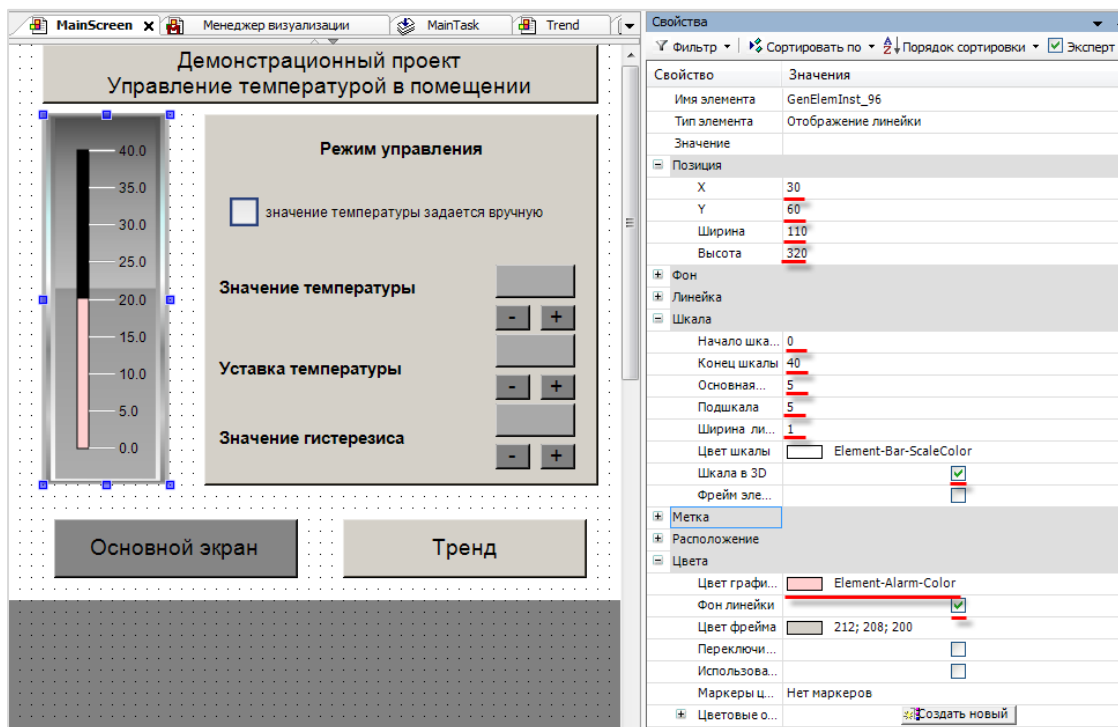 MainScreen X Менеджер визуализации MainTask Trend
Демонстрационный проект
Управление температурой в помещении
40.0
35.0
30.0
25.0
20.0
15.0
10.0
5.0
0.0
Режим управления
значение температуры задается вручную
Значение температуры
- +
Уставка температуры
- +
Значение гистерезиса
- +
Основной экран
Тренд
Свойства
Фильтр Сортировать по Порядок сортировки Эксперт
Свойство Значения
Имя элемента GenElemInst_96
Тип элемента Отображение линейки
Значение
Позиция
X 30
Y 60
Ширина 110
Высота 320
Фон
Линейка
Шкала
Начало шка... 0
Конец шкалы 40
Основная... 5
Подшкала 5
Ширина ли... 1
Цвет шкалы Element-Bar-ScaleColor
Шкала в 3D
Фрейм эле...
Метка
Расположение
Цвета
Цвет графи... Element-Alarm-Color
Фон линейки
Цвет фрейма 212; 208; 200
Переключи...
Использова...
Маркеры ц... Нет маркеров
Цветовые о... Создать новый